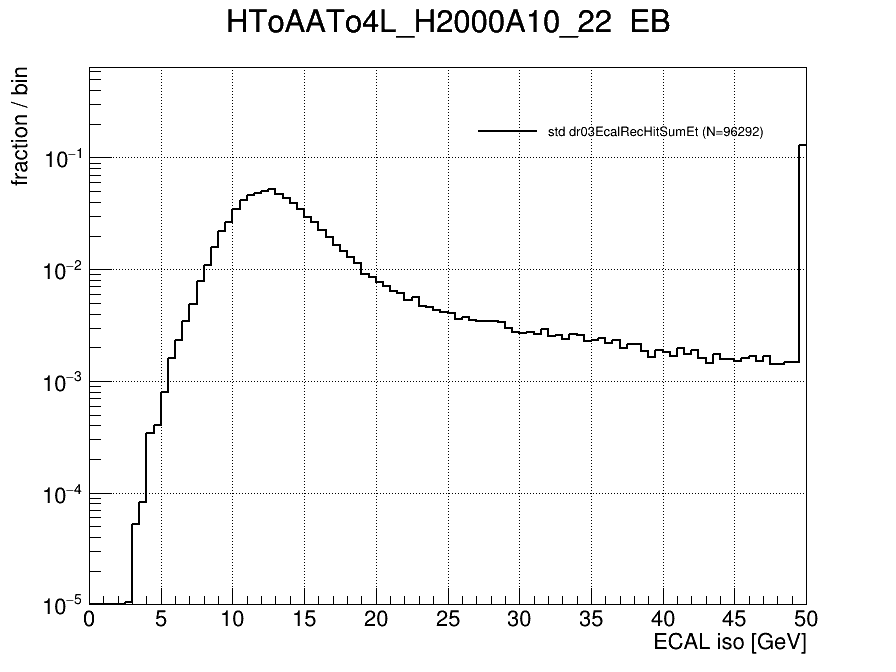 HToAATo4L_H2000A10_22 EB
fraction / bin
std dr03EcalRecHitSumEt (N=96292)
10−1
10−2
10−3
10−4
10−5
0 5 10 15 20 25 30 35 40 45 50
ECAL iso [GeV]